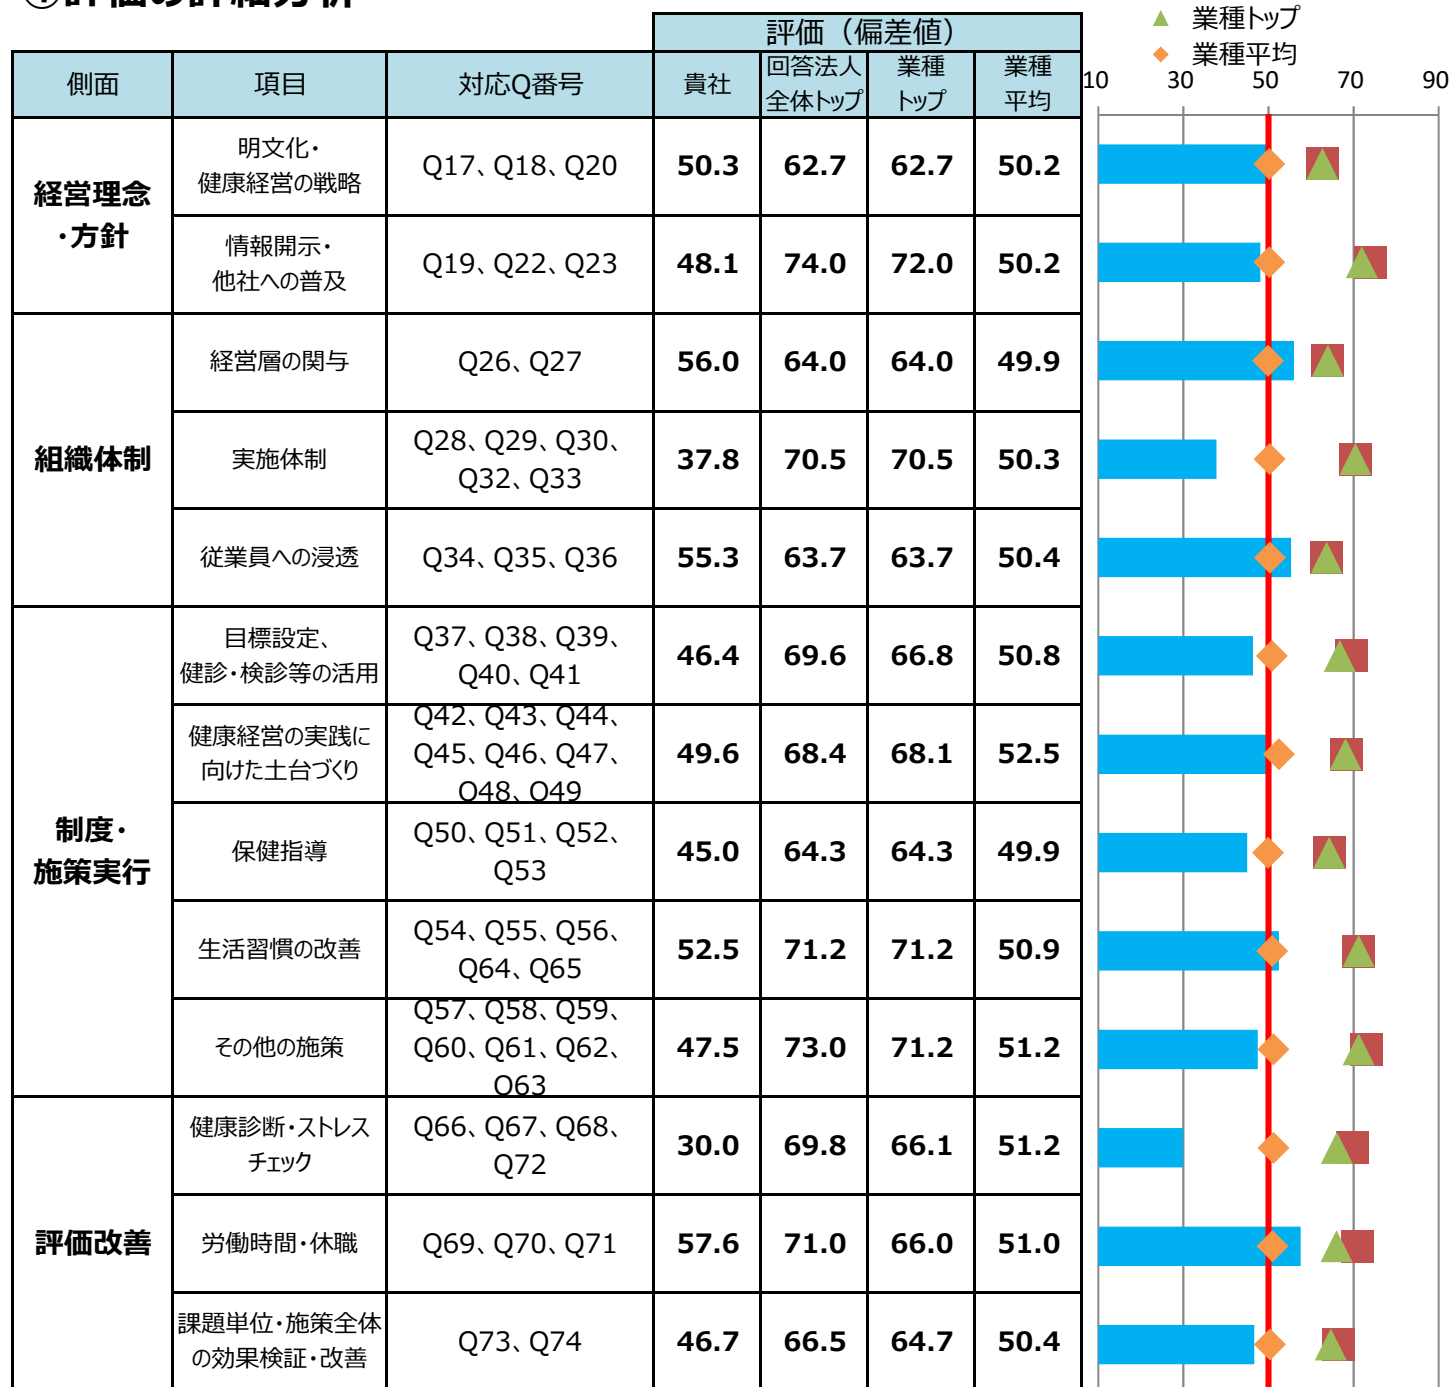 ④評価の詳細分析
▲ 業種トップ
◆ 業種平均
評価（偏差値）
側面 項目 対応Q番号 貴社 回答法人 業種 業種
全体トップ トップ 平均
10 30 50 70 90
経営理念
・方針
明文化・
健康経営の戦略
Q17、Q18、Q20 50.3 62.7 62.7 50.2
情報開示・
他社への普及
Q19、Q22、Q23 48.1 74.0 72.0 50.2
組織体制
経営層の関与 Q26、Q27 56.0 64.0 64.0 49.9
実施体制
Q28、Q29、Q30、
Q32、Q33
37.8 70.5 70.5 50.3
従業員への浸透 Q34、Q35、Q36 55.3 63.7 63.7 50.4
制度・
施策実行
目標設定、
健診・検診等の活用
Q37、Q38、Q39、
Q40、Q41
46.4 69.6 66.8 50.8
健康経営の実践に
向けた土台づくり
Q42、Q43、Q44、
Q45、Q46、Q47、
Q48、Q49
49.6 68.4 68.1 52.5
保健指導
Q50、Q51、Q52、
Q53
45.0 64.3 64.3 49.9
生活習慣の改善
Q54、Q55、Q56、
Q64、Q65
52.5 71.2 71.2 50.9
その他の施策
Q57、Q58、Q59、
Q60、Q61、Q62、
Q63
47.5 73.0 71.2 51.2
評価改善
健康診断・ストレス
チェック
Q66、Q67、Q68、
Q72
30.0 69.8 66.1 51.2
労働時間・休職 Q69、Q70、Q71 57.6 71.0 66.0 51.0
課題単位・施策全体
の効果検証・改善
Q73、Q74 46.7 66.5 64.7 50.4